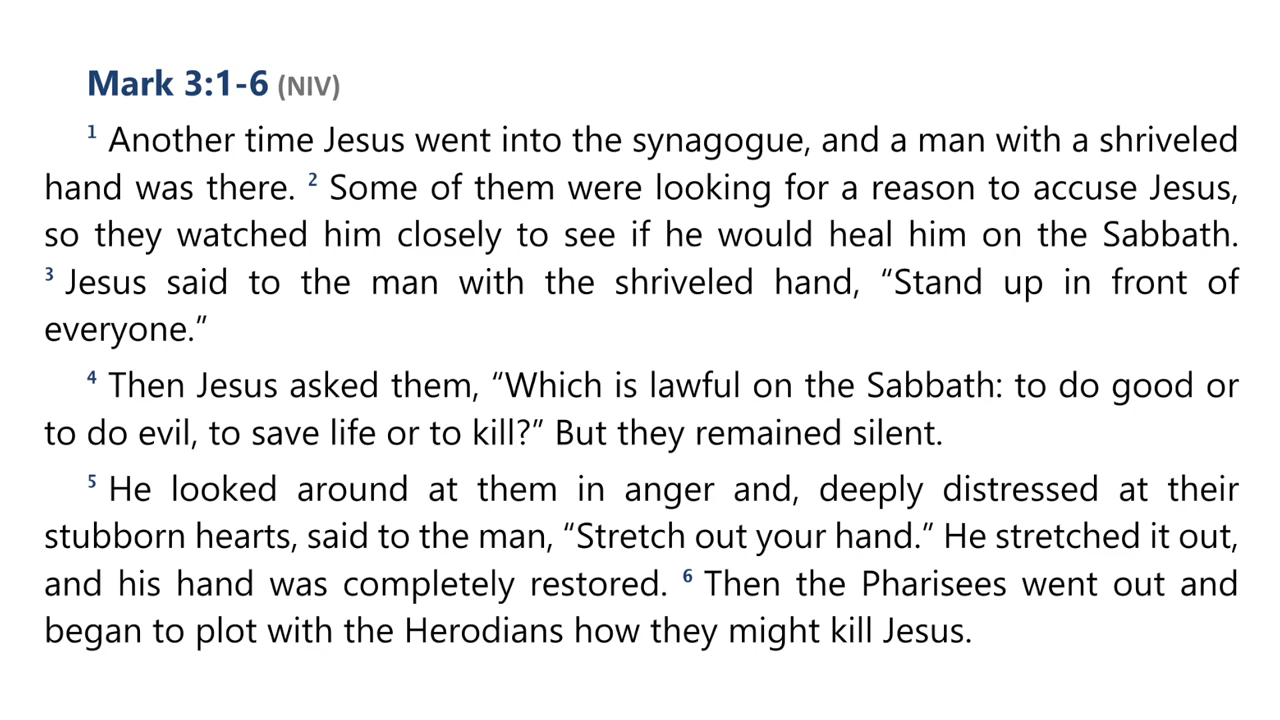 Mark 3:1-6 (NIV)
1 Another time Jesus went into the synagogue, and a man with a shriveled
hand was there. 2 Some of them were looking for a reason to accuse Jesus,
so they watched him closely to see if he would heal him on the Sabbath.
3 Jesus said to the man with the shriveled hand, “Stand up in front of
everyone.”
4 Then Jesus asked them, “Which is lawful on the Sabbath: to do good or
to do evil, to save life or to kill?” But they remained silent.
5 He looked around at them in anger and, deeply distressed at their
stubborn hearts, said to the man, “Stretch out your hand.” He stretched it out,
and his hand was completely restored. 6 Then the Pharisees went out and
began to plot with the Herodians how they might kill Jesus.